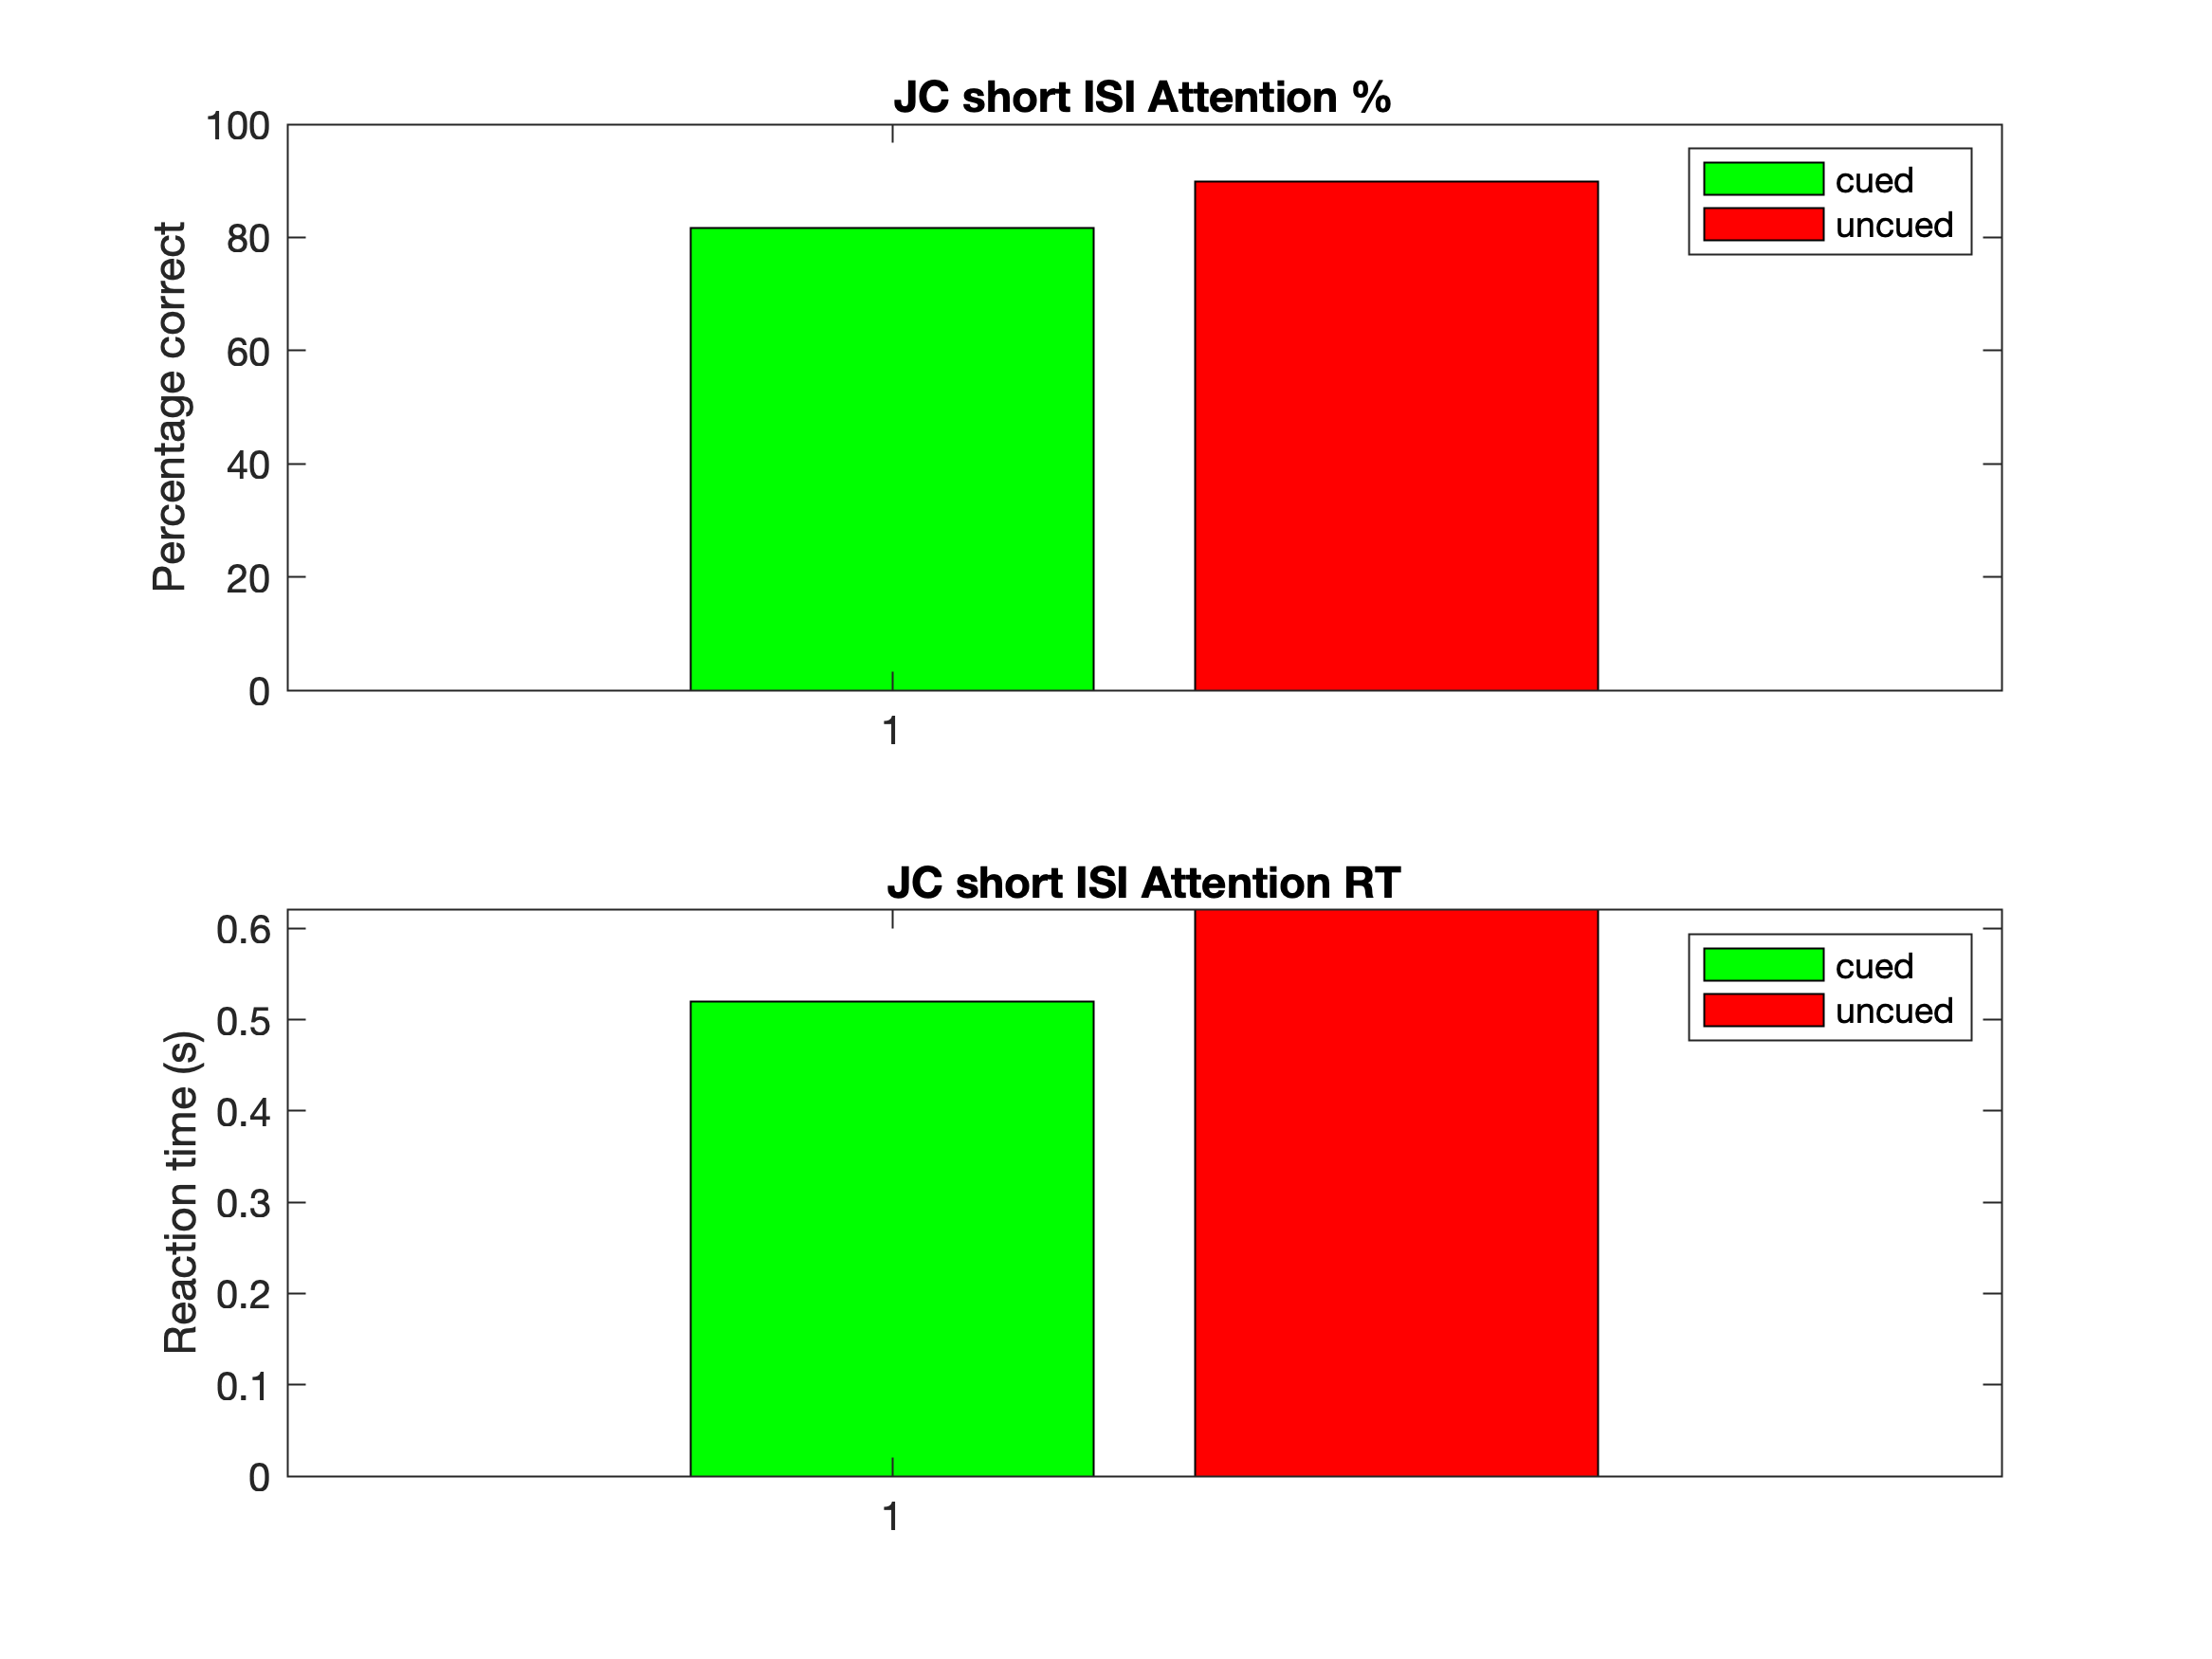 JC short ISI Attention %
Percentage correct
100
80
60
40
20
0
1
cued
uncued
JC short ISI Attention RT
Reaction time (s)
0.6
0.5
0.4
0.3
0.2
0.1
0
1
cued
uncued